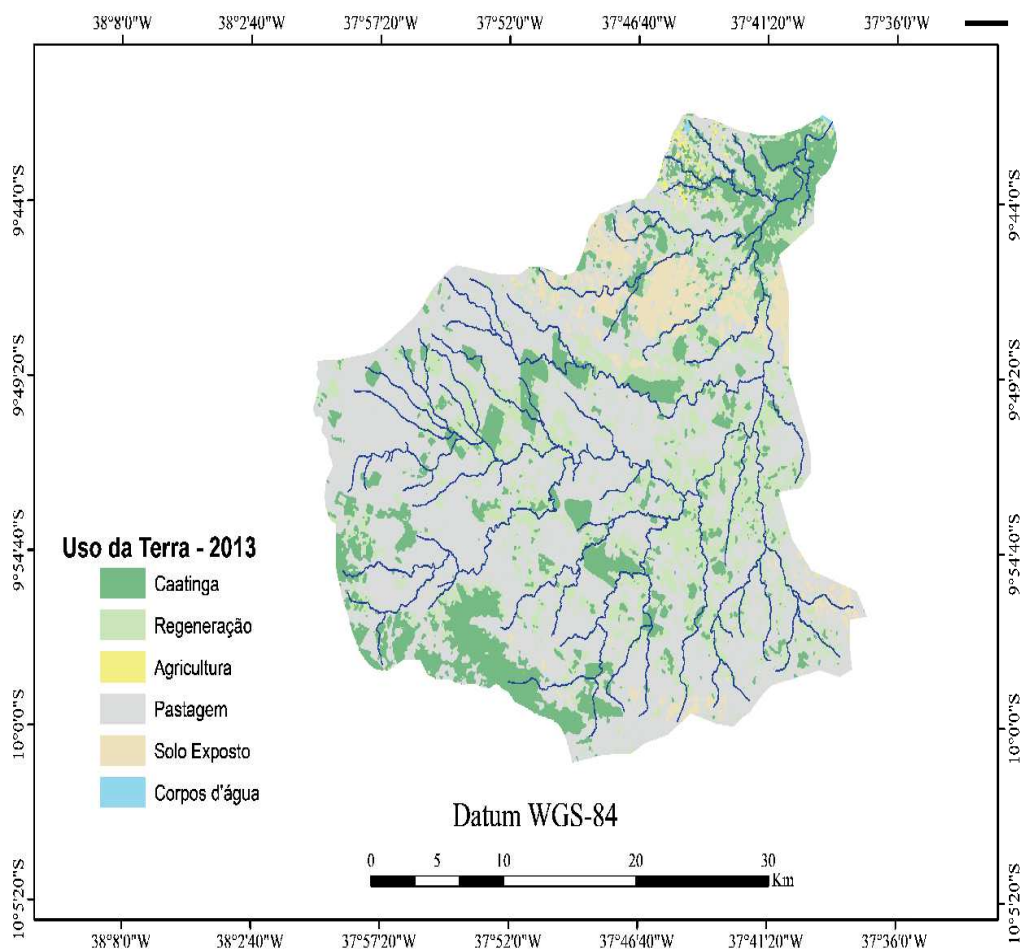 38°8'0"W 38°2'40"W 37°57'20"W 37°52'0"W 37°46'40"W 37°41'20"W 37°36'0"W
9°44'0"S 9°44'0"S
9°49'20"S 9°49'20"S
9°54'40"S 9°54'40"S
10°0'0"S 10°0'0"S
10°5'20"S 10°5'20"S
Uso da Terra - 2013
Caatinga
Regeneração
Agricultura
Pastagem
Solo Exposto
Corpos d'água
Datum WGS-84
0 5 10 20 30
Km
38°8'0"W 38°2'40"W 37°57'20"W 37°52'0"W 37°46'40"W 37°41'20"W 37°36'0"W